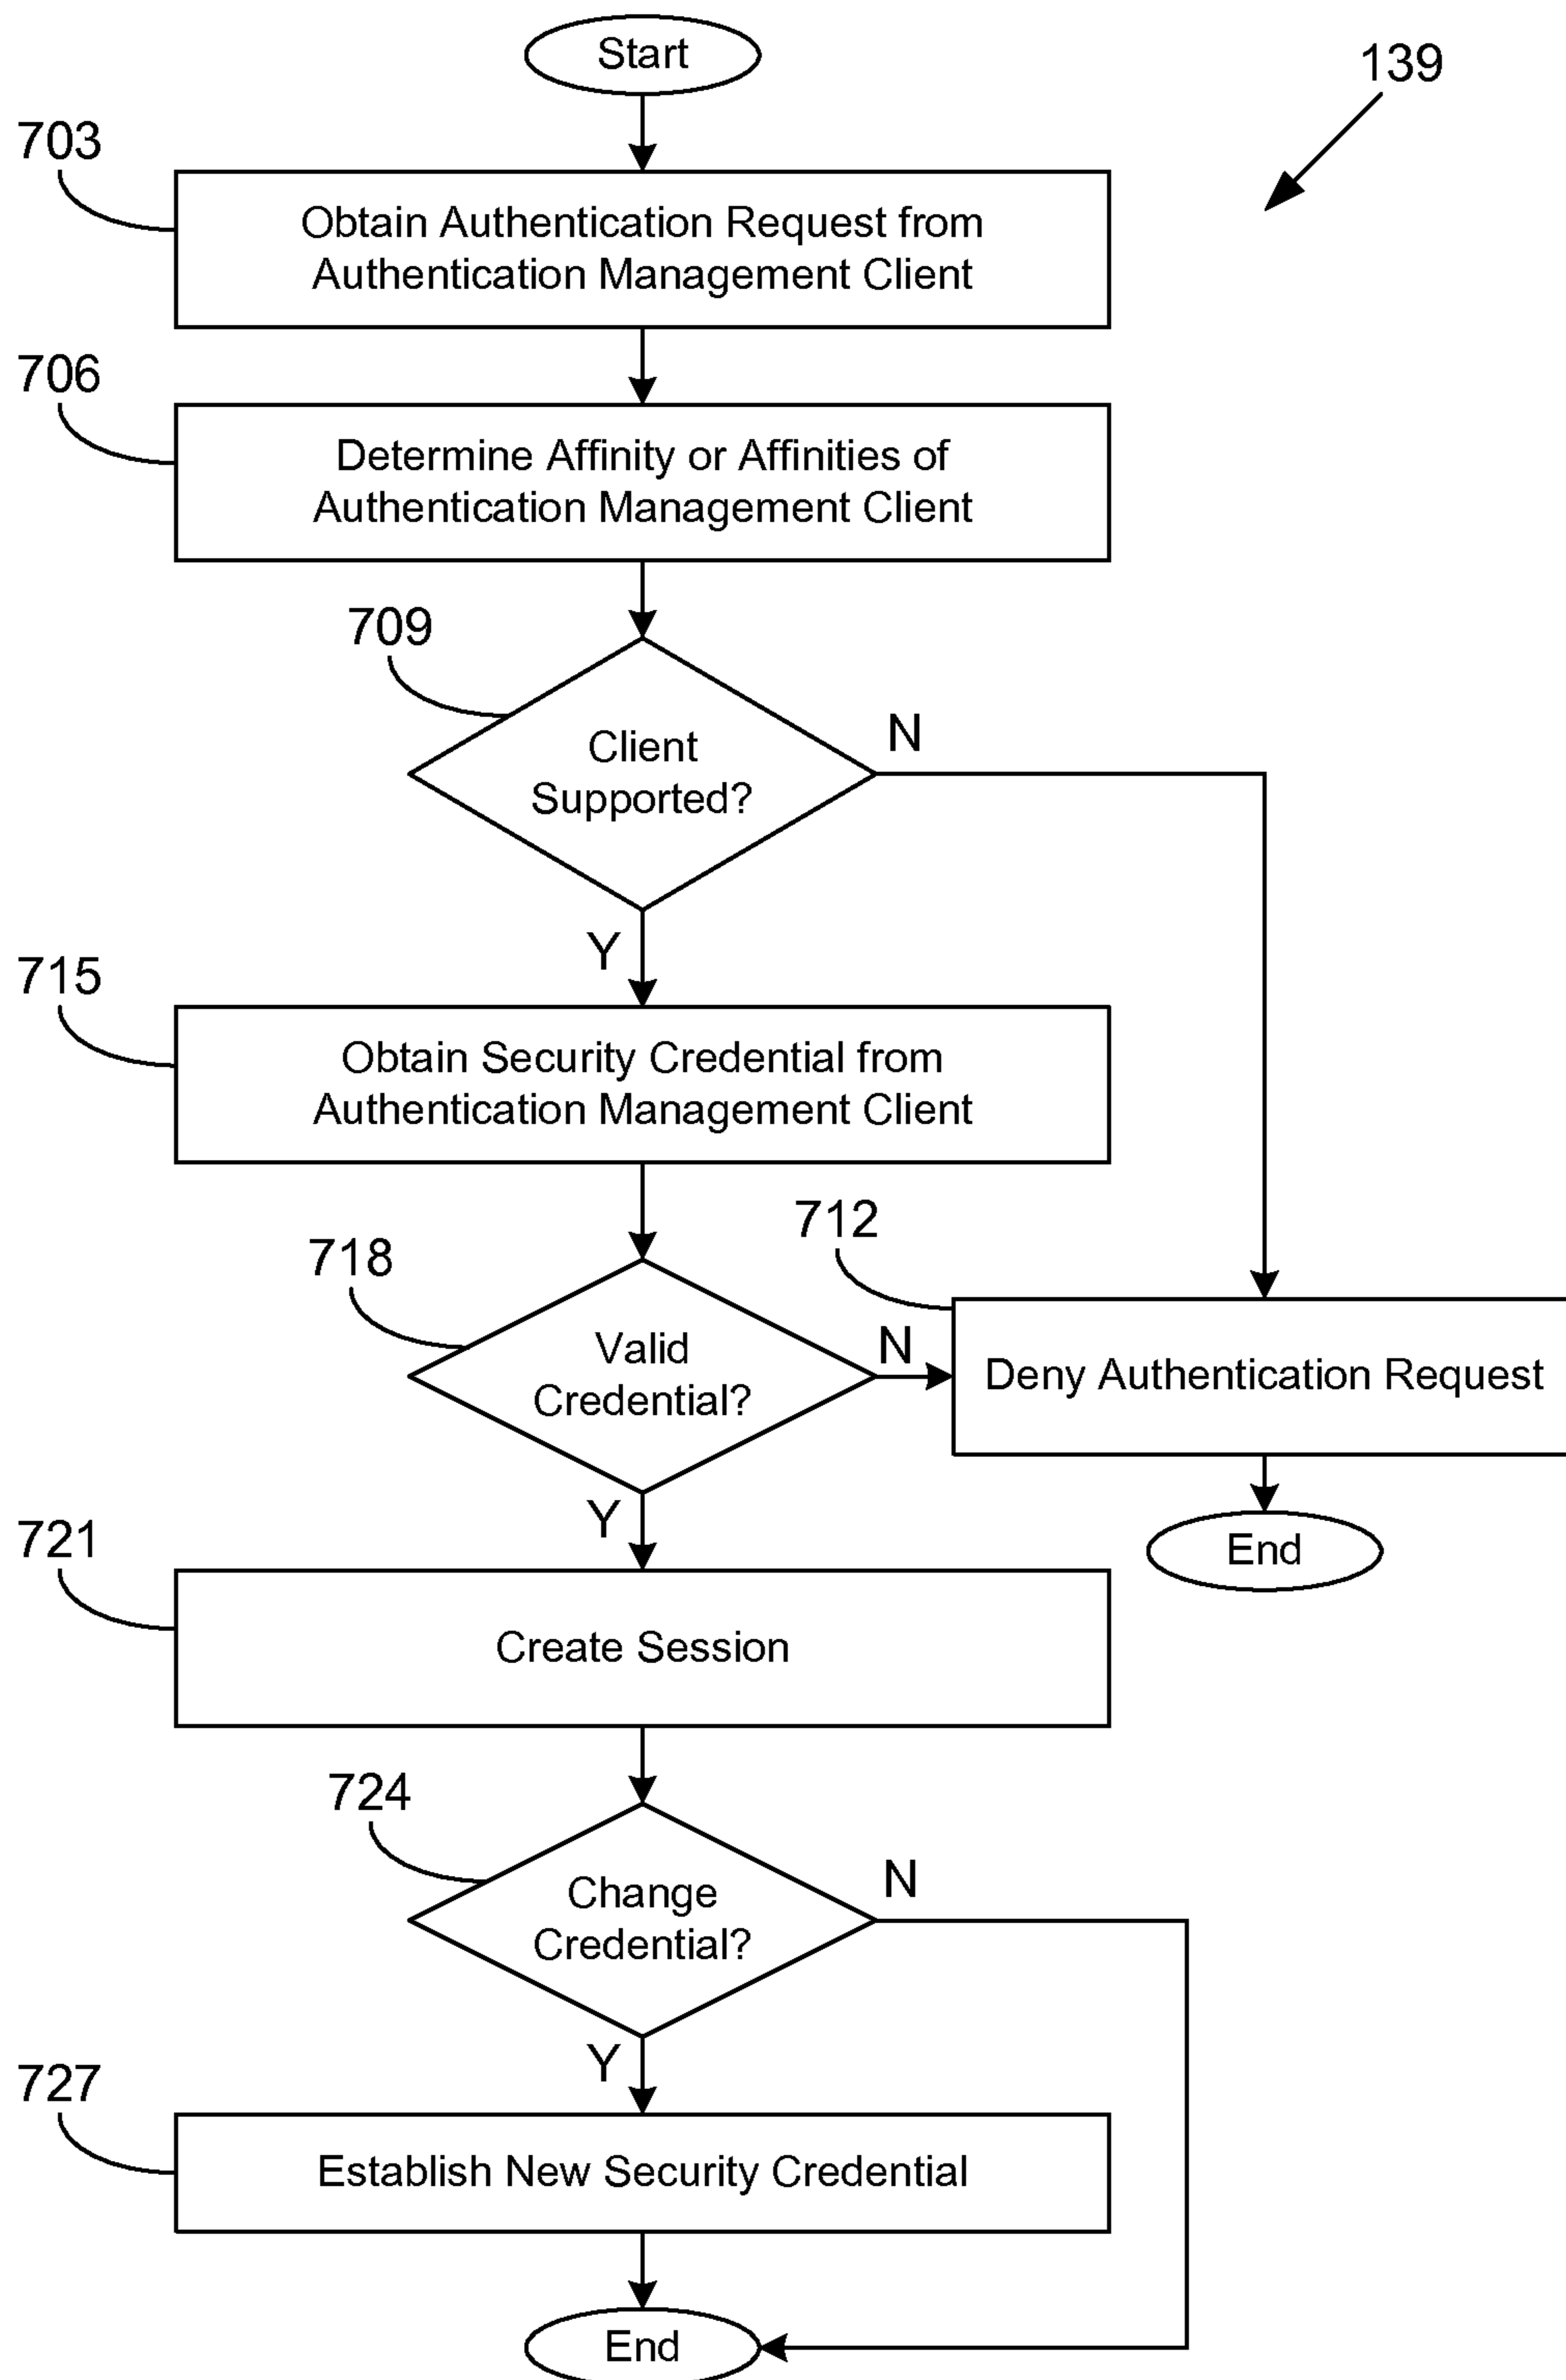 Start
139
703
Obtain Authentication Request from
Authentication Management Client
706
Determine Affinity or Affinities of
Authentication Management Client
709
Client
Supported?
N
Y
715
Obtain Security Credential from
Authentication Management Client
712
718
Valid
Credential?
N
Deny Authentication Request
Y
End
721
Create Session
724
Change
Credential?
N
Y
727
Establish New Security Credential
End